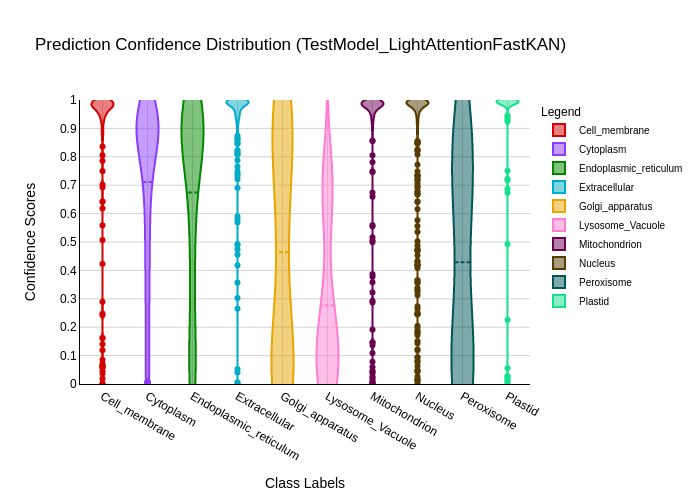 Prediction Confidence Distribution (TestModel_LightAttentionFastKAN)
Legend
Cell_membrane
Cytoplasm
Endoplasmic_reticulum
Extracellular
Golgi_apparatus
Lysosome_Vacuole
Mitochondrion
Nucleus
Peroxisome
Plastid
Confidence Scores
1
0.9
0.8
0.7
0.6
0.5
0.4
0.3
0.2
0.1
0
Cell_membrane
Cytoplasm
Endoplasmic_reticulum
Extracellular
Golgi_apparatus
Lysosome_Vacuole
Mitochondrion
Nucleus
Peroxisome
Plastid
Class Labels